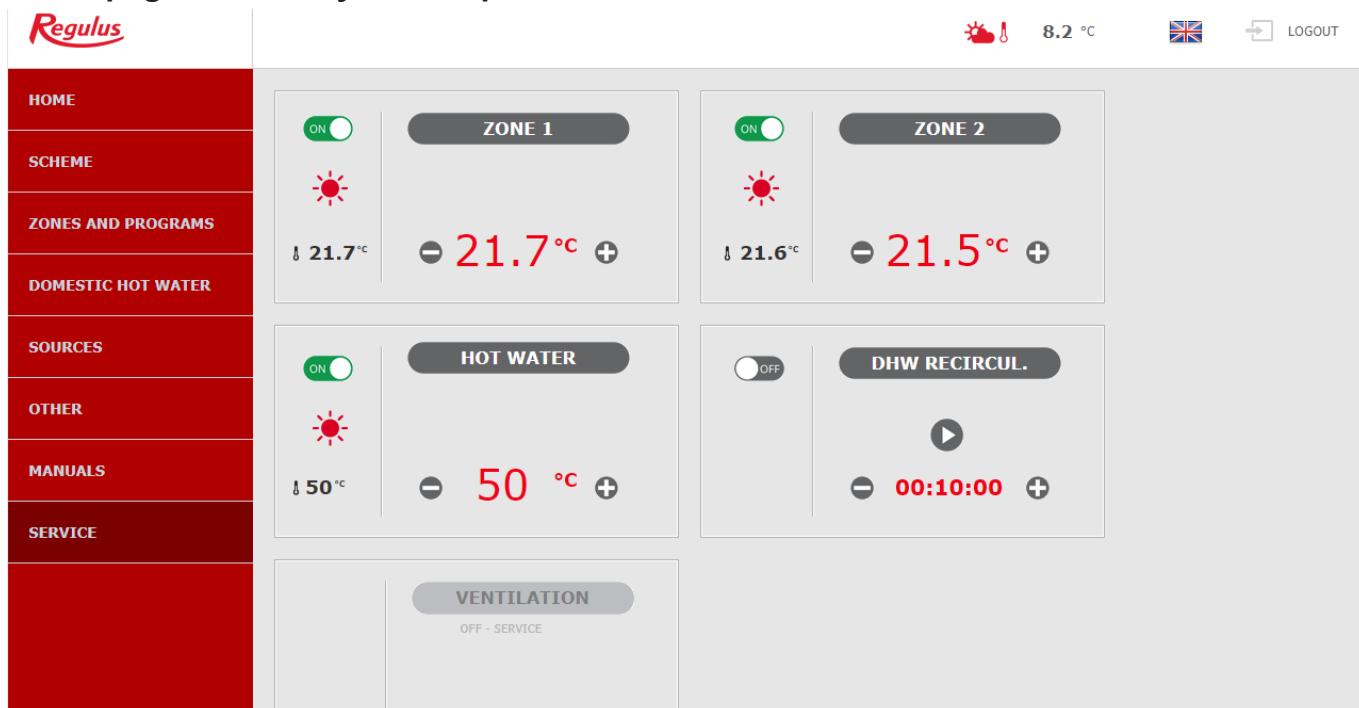 Regulus
8.2 °C
LOGOUT
HOME
SCHEME
ZONES AND PROGRAMS
DOMESTIC HOT WATER
SOURCES
OTHER
MANUALS
SERVICE
ON
ZONE 1
21.7°C
21.7°C
ON
ZONE 2
21.6°C
21.5°C
ON
HOT WATER
50°C
50 °C
OFF
DHW RECIRCUL.
00:10:00
VENTILATION
OFF - SERVICE